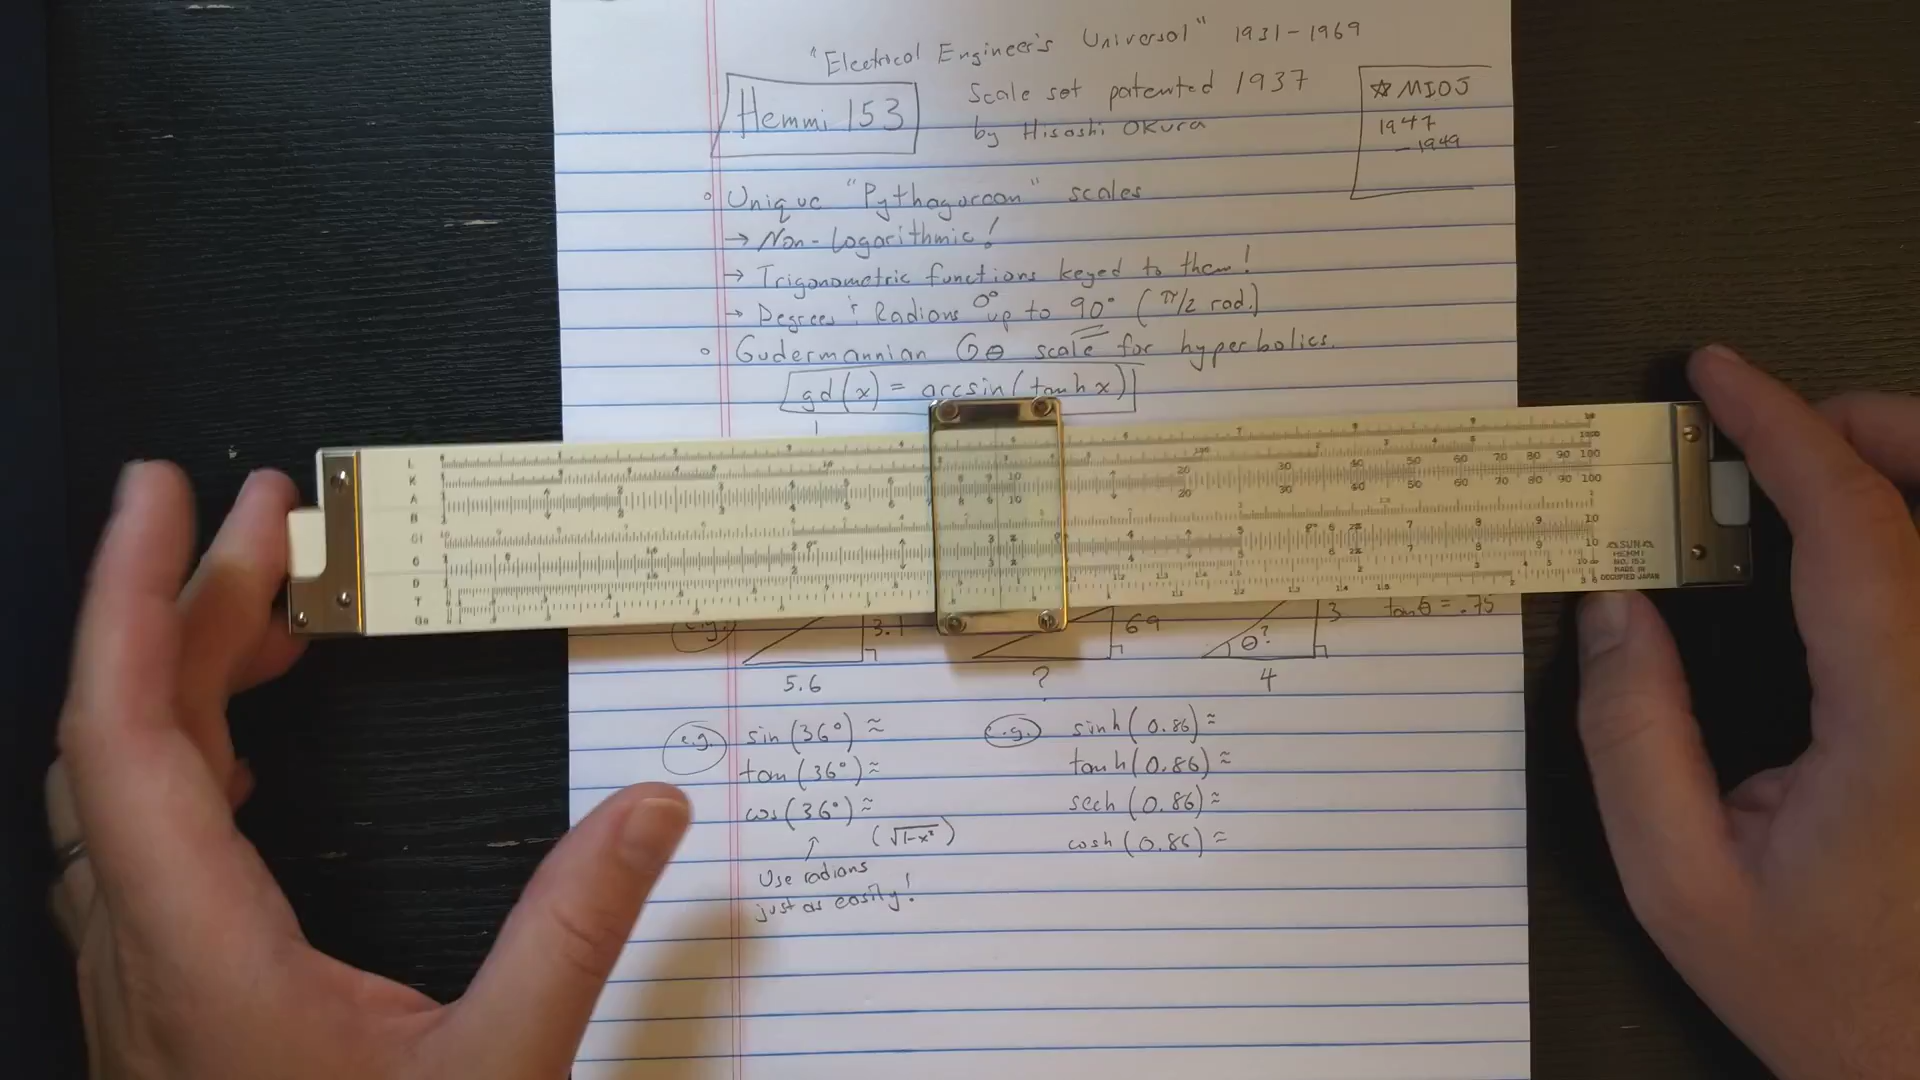 "Electrical Engineer's Universal" 1931-1969
Hemmi 153
Scale set patented 1937
by Hisashi Okura
☆ MIOJ
1947
-1949
◦ Unique "Pythagorean" scales
→ Non-Logarithmic!
→ Trigonometric functions keyed to them!
→ Degrees & Radians 0° up to 90° (π/2 rad.)
◦ Gudermannian Gθ scale for hyperbolics.
gd(x) = arcsin(tanh x)
L
K
A
B
CI
C
D
T
Gθ
SUN
HEMMI
NO. 153
MADE IN
OCCUPIED JAPAN
e.g.
3.1
5.6
69
?
θ?
3
4
tanθ = .75
e.g. sin(36°) ≈
tan(36°) ≈
cos(36°) ≈
(√1-x²)
↑
Use radians
just as easily!
e.g. sinh(0.86) ≈
tanh(0.86) ≈
sech(0.86) ≈
cosh(0.86) ≈